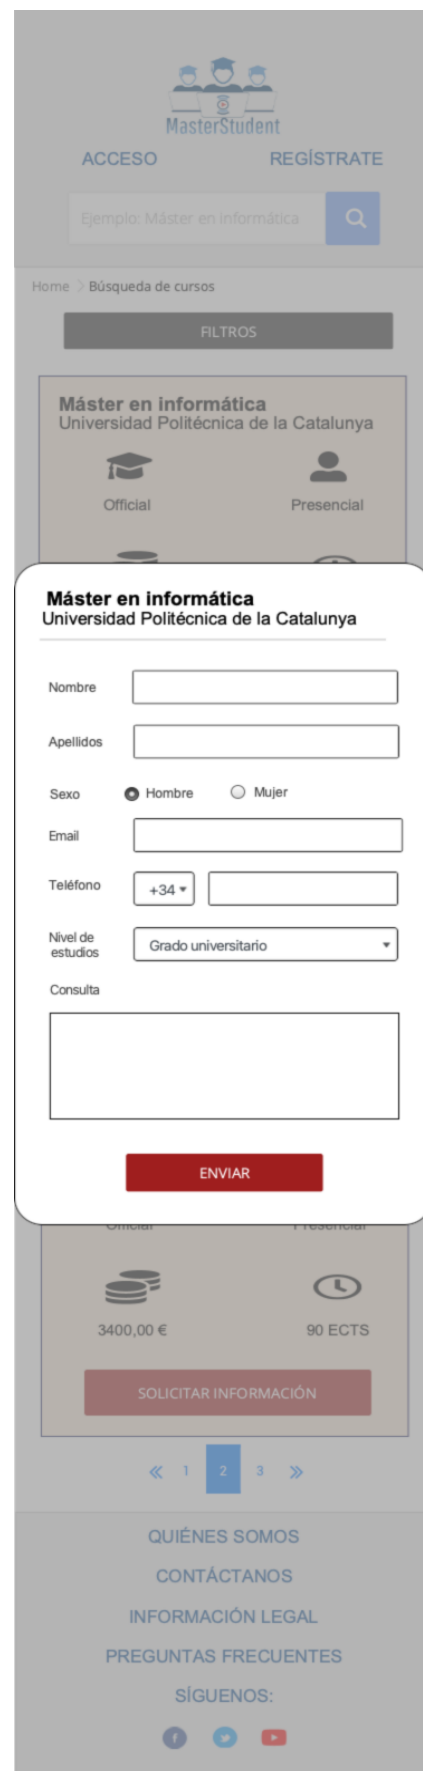 MasterStudent
ACCESO REGÍSTRATE
Ejemplo: Máster en informática
Home > Búsqueda de cursos
FILTROS
Máster en informática
Universidad Politécnica de la Catalunya
Official Presencial
Máster en informática
Universidad Politécnica de la Catalunya
Nombre
Apellidos
Sexo Hombre Mujer
Email
Teléfono +34
Nivel de
estudios Grado universitario
Consulta
ENVIAR
Official Presencial
3400,00 € 90 ECTS
SOLICITAR INFORMACIÓN
« 1 2 3 »
QUIÉNES SOMOS
CONTÁCTANOS
INFORMACIÓN LEGAL
PREGUNTAS FRECUENTES
SÍGUENOS: